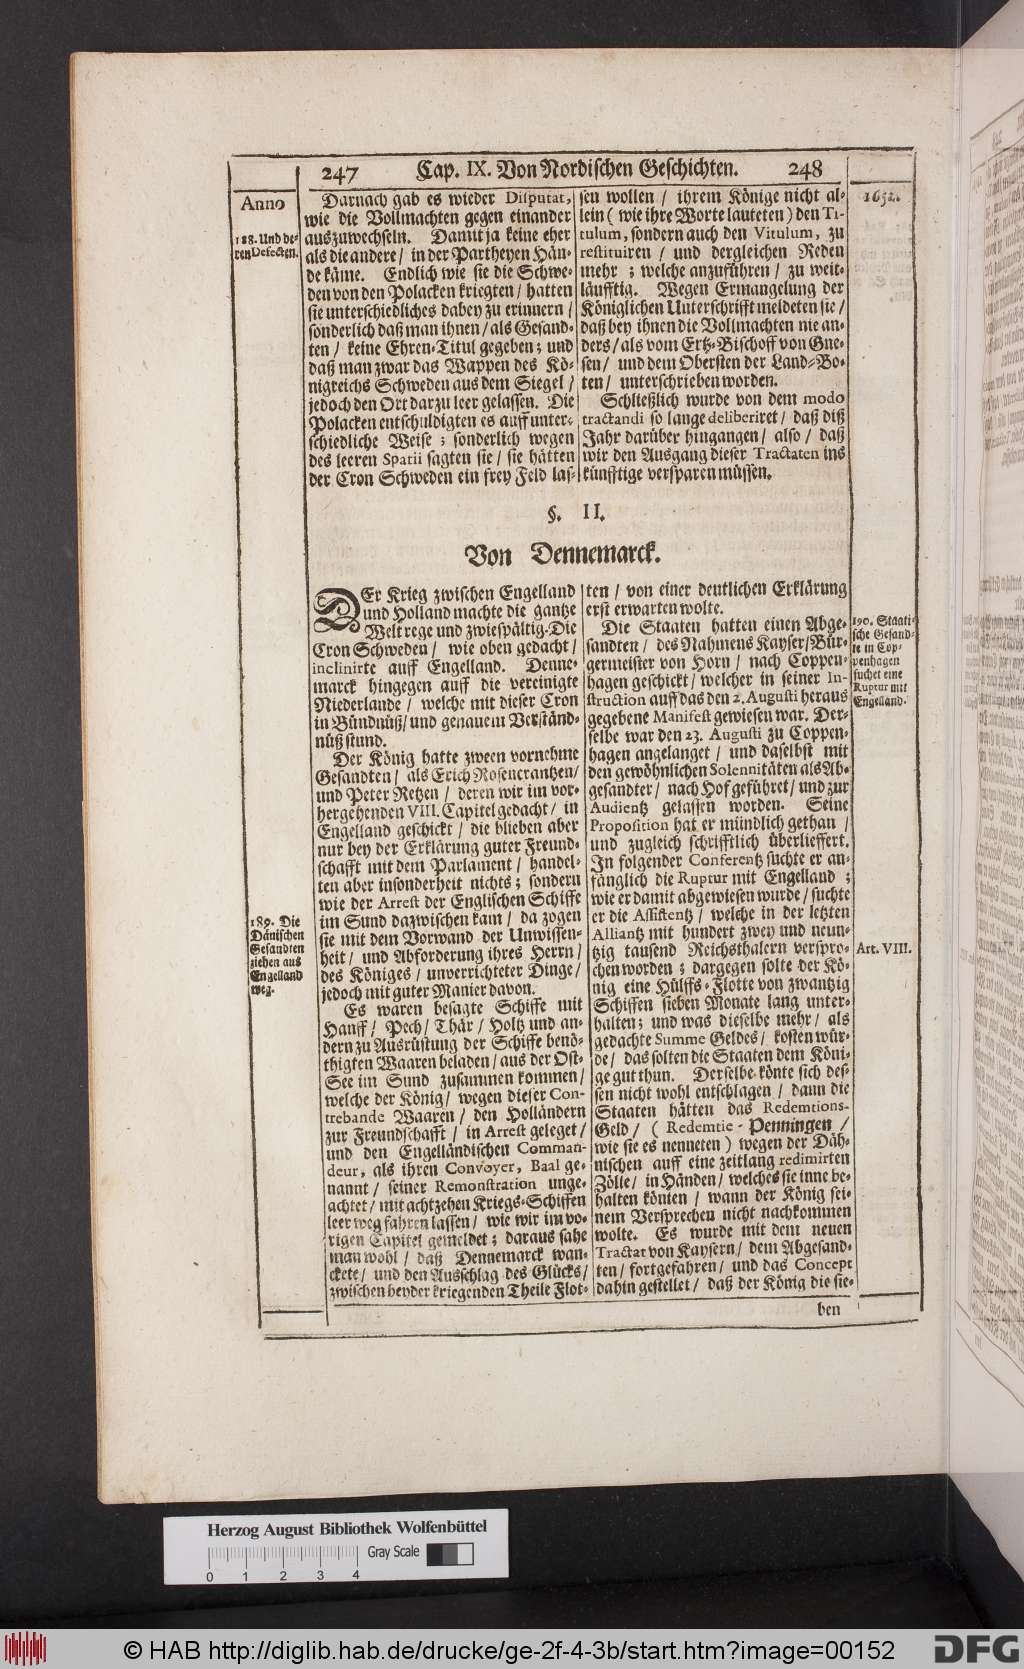 247 Cap. IX. Von Nordischen Geschichten. 248
Anno
188. Und de-
ren Defecten.
Darnach gab es wieder Disputat,
wie die Vollmachten gegen einander
auszuwechseln. Damit ja keine eher
als die andere / in der Partheyen Hän-
de käme. Endlich wie sie die Schwe-
den von den Polacken kriegten / hatten
sie unterschiedliches dabey zu erinnern /
sonderlich daß man ihnen / als Gesand-
ten / keine Ehren-Titul gegeben; und
daß man zwar das Wappen des Kö-
nigreichs Schweden aus dem Siegel /
jedoch den Ort darzu leer gelassen. Die
Polacken entschuldigten es auff unter-
schiedliche Weise; sonderlich wegen
des leeren Spatii sagten sie / sie hätten
der Cron Schweden ein frey Feld las-
sen wollen / ihrem Könige nicht al-
lein ( wie ihre Worte lauteten ) den Ti-
tulum, sondern auch den Vitulum, zu
restituiren / und dergleichen Reden
mehr ; welche anzuführen / zu weit-
läufftig. Wegen Ermangelung der
Königlichen Unterschrifft meldeten sie /
daß bey ihnen die Vollmachten nie an-
ders / als vom Ertz-Bischoff von Gne-
sen / und dem Obersten der Land-Bo-
ten / unterschrieben worden.
Schließlich wurde von dem modo
tractandi so lange deliberiret / daß diß
Jahr darüber hingangen / also / daß
wir den Ausgang dieser Tractaten ins
künfftige versparen müssen.
1652.
§. II.
Von Dennemarck.
DEr Krieg zwischen Engelland
und Holland machte die gantze
Welt rege und zwiespältig. Die
Cron Schweden / wie oben gedacht /
inclinirte auff Engelland. Denne-
marck hingegen auff die vereinigte
Niederlande / welche mit dieser Cron
in Bündnüß / und genauem Verständ-
nüß stund.
Der König hatte zween vornehme
Gesandten / als Erich Rosencrantzen /
und Peter Retzen / deren wir im vor-
hergehenden VIII. Capitel gedacht / in
Engelland geschickt / die blieben aber
nur bey der Erklärung guter Freund-
schafft mit dem Parlament / handel-
ten aber insonderheit nichts; sondern
wie der Arrest der Englischen Schiffe
im Sund dazwischen kam / da zogen
sie mit dem Vorwand der Unwissen-
heit / und Abforderung ihres Herrn /
des Königes / unverrichteter Dinge /
jedoch mit guter Manier davon.
Es waren besagte Schiffe mit
Hanff / Pech / Thär / Holtz und an-
dern zu Ausrüstung der Schiffe benö-
thigten Waaren beladen / aus der Ost-
See im Sund zusammen kommen /
welche der König / wegen dieser Con-
trebande Waaren / den Holländern
zur Freundschafft / in Arrest geleget /
und den Engelländischen Comman-
deur, als ihren Convoyer, Baal ge-
nannt / seiner Remonstration unge-
achtet / mit achtzehen Kriegs-Schiffen
leer weg fahren lassen / wie wir im vo-
rigen Capitel gemeldet; daraus sahe
man wohl / daß Dennemarck wan-
ckete / und den Ausschlag des Glücks /
zwischen beyder kriegenden Theile Flot-
189. Die
Dänischen
Gesandten
ziehen aus
Engelland
weg.
ten / von einer deutlichen Erklärung
erst erwarten wolte.
Die Staaten hatten einen Abge-
sandten / des Nahmens Kayser / Bür-
germeister von Horn / nach Coppen-
hagen geschickt / welcher in seiner In-
struction auff das den 2. Augusti heraus
gegebene Manifest gewiesen war. Der-
selbe war den 23. Augusti zu Coppen-
hagen angelanget / und daselbst mit
den gewöhnlichen Solennitäten als Ab-
gesandter / nach Hof geführet / und zur
Audientz gelassen worden. Seine
Proposition hat er mündlich gethan /
und zugleich schrifftlich überlieffert.
In folgender Conferentz suchte er an-
fänglich die Ruptur mit Engelland ;
wie er damit abgewiesen wurde / suchte
er die Assistentz / welche in der letzten
Alliantz mit hundert zwey und neun-
tzig tausend Reichsthalern verspro-
chen worden ; dargegen solte der Kö-
nig eine Hülffs-Flotte von zwantzig
Schiffen sieben Monate lang unter-
halten; und was dieselbe mehr / als
gedachte Summe Geldes / kosten wür-
de / das solten die Staaten dem Köni-
ge gut thun. Derselbe könte sich des-
sen nicht wohl entschlagen / dann die
Staaten hätten das Redemtions-
Geld / ( Redemtie-Penningen /
wie sie es nenneten ) wegen der Däh-
nischen auff eine zeitlang redimirten
Zölle / in Händen / welches sie inne be-
halten könien / wann der König sei-
nem Versprechen nicht nachkommen
wolte. Es wurde mit dem neuen
Tractat von Kaysern / dem Abgesand-
ten / fortgefahren / und das Concept
dahin gestellet / daß der König die sie-
ben
190. Staati-
sche Gesand-
te in Cop-
penhagen
suchet eine
Ruptur mit
Engelland.
Art. VIII.
Herzog August Bibliothek Wolfenbüttel
Gray Scale
0 1 2 3 4
© HAB http://diglib.hab.de/drucke/ge-2f-4-3b/start.htm?image=00152
DFG